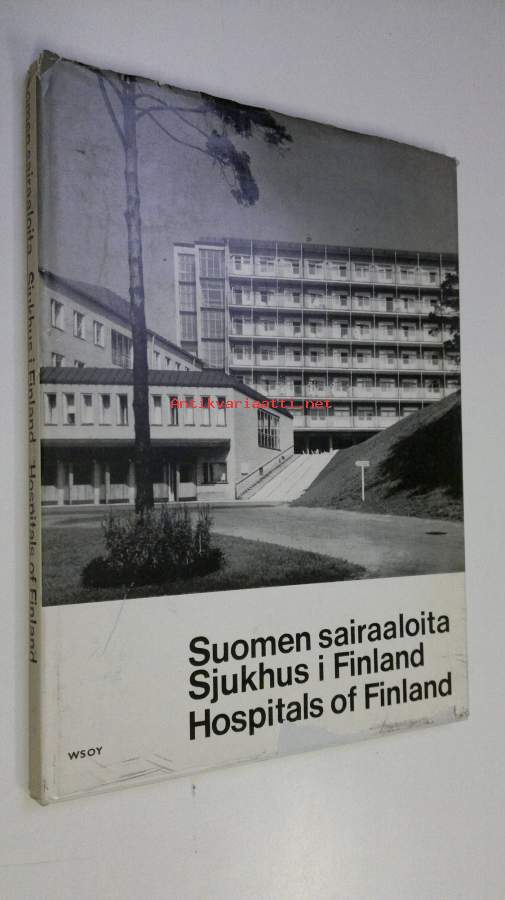 Suomen sairaaloita Sjukhus i Finland Hospitals of Finland
Antikvariaatti.net
Suomen sairaaloita
Sjukhus i Finland
Hospitals of Finland
WSOY